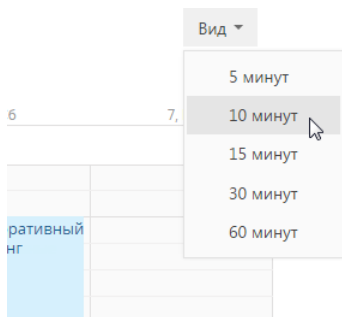 Вид
5 минут
6
7,
10 минут
15 минут
30 минут
60 минут
ративный
нг